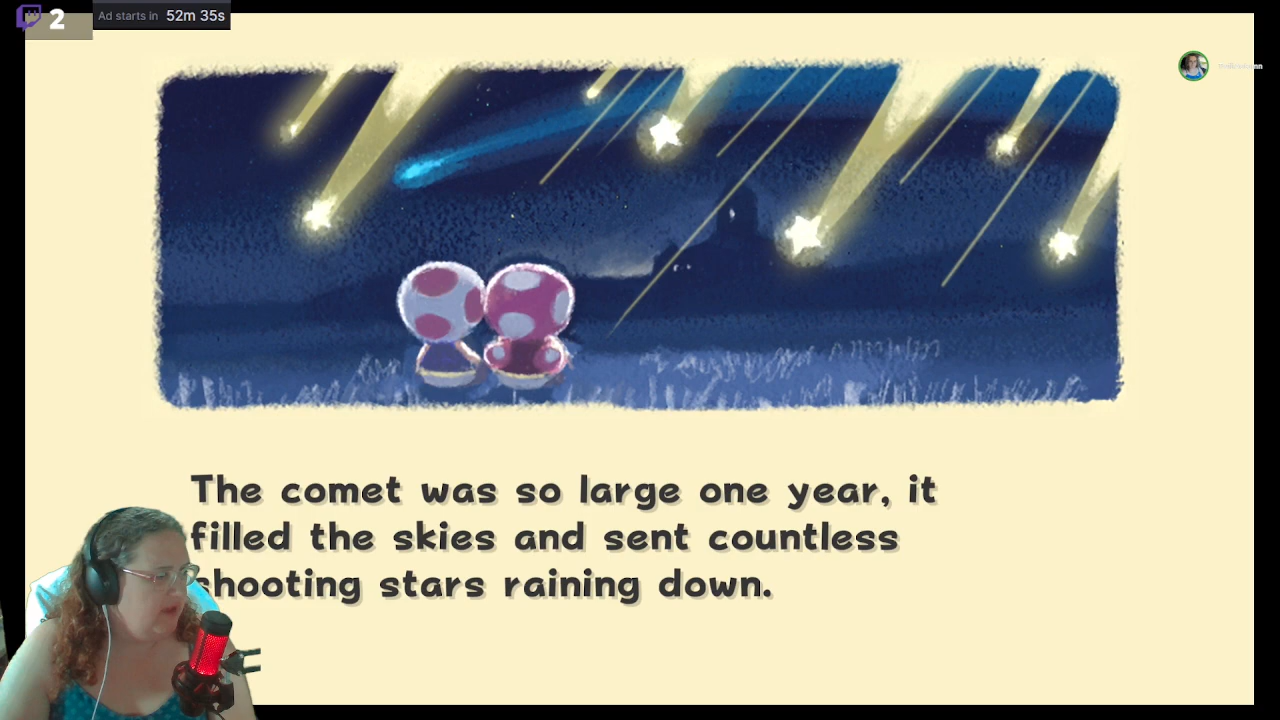 2
Ad starts in 52m 35s
The comet was so large one year, it
filled the skies and sent countless
shooting stars raining down.